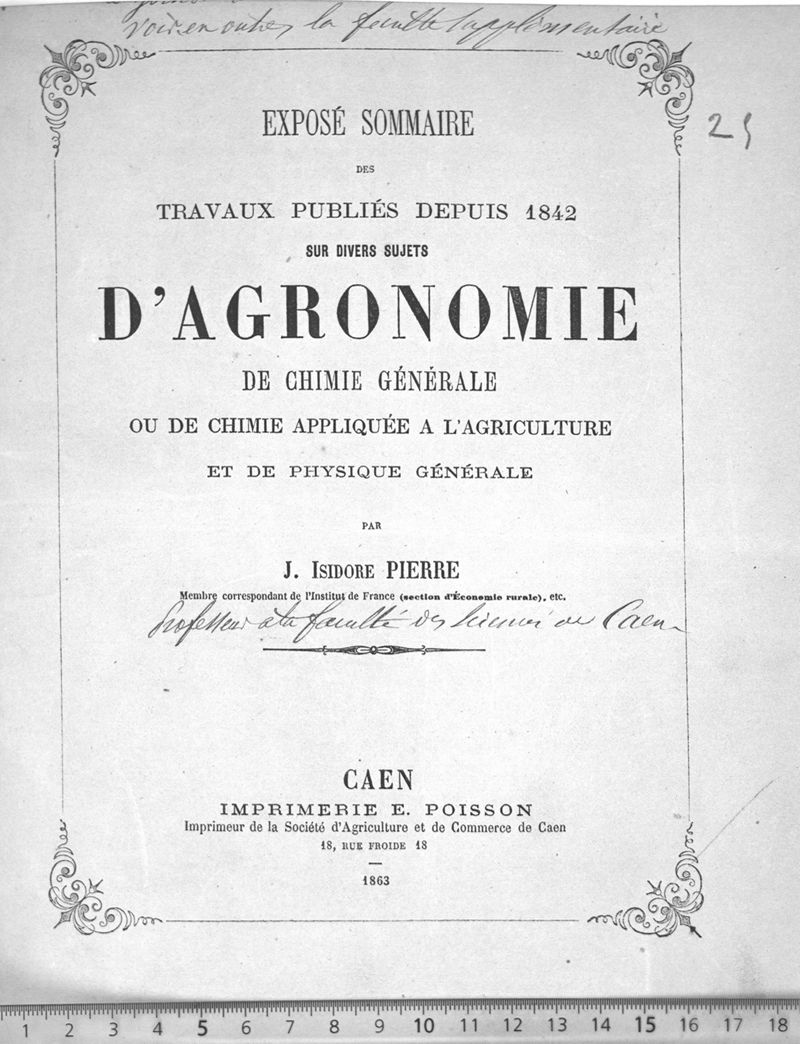 Voir en outre, la feuille supplémentaire
25
EXPOSÉ SOMMAIRE
DES
TRAVAUX PUBLIÉS DEPUIS 1842
SUR DIVERS SUJETS
D'AGRONOMIE
DE CHIMIE GÉNÉRALE
OU DE CHIMIE APPLIQUÉE A L'AGRICULTURE
ET DE PHYSIQUE GÉNÉRALE
PAR
J. ISIDORE PIERRE
Membre correspondant de l'Institut de France (section d'Économie rurale), etc.
Professeur à la faculté des Sciences de Caen
CAEN
IMPRIMERIE E. POISSON
Imprimeur de la Société d'Agriculture et de Commerce de Caen
18, RUE FROIDE 18
1863
1 2 3 4 5 6 7 8 9 10 11 12 13 14 15 16 17 18